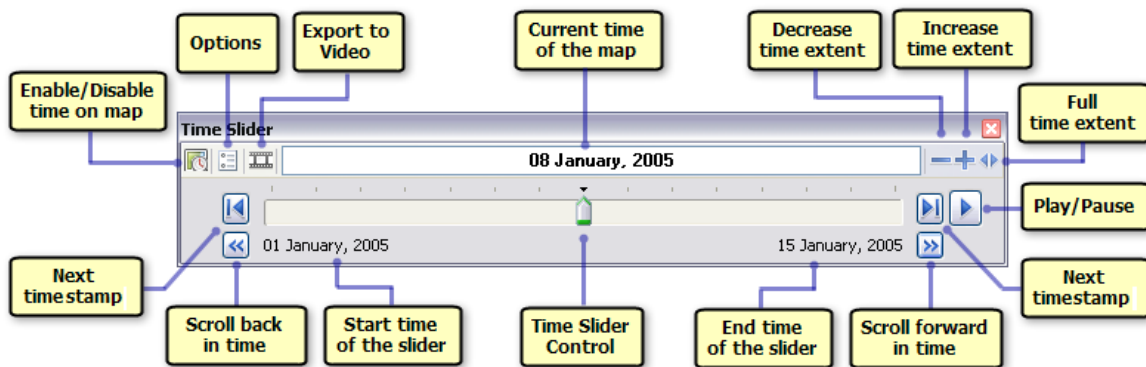 Options
Export to
Video
Current time
of the map
Decrease
time extent
Increase
time extent
Enable/Disable
time on map
Full
time extent
Time Slider
08 January, 2005
Play/Pause
01 January, 2005
15 January, 2005
Next
timestamp
Scroll back
in time
Start time
of the slider
Time Slider
Control
End time
of the slider
Scroll forward
in time
Next
timestamp